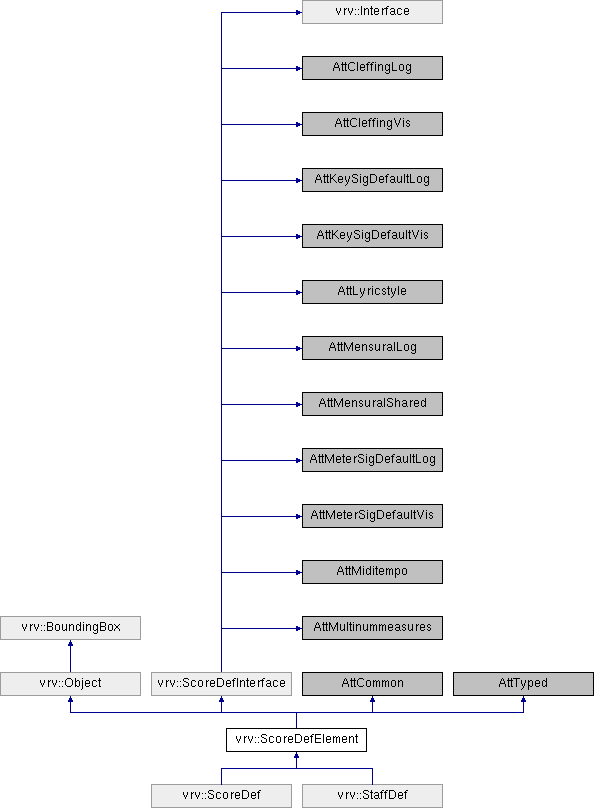 vrv::Interface
AttCleffingLog
AttCleffingVis
AttKeySigDefaultLog
AttKeySigDefaultVis
AttLyricstyle
AttMensuralLog
AttMensuralShared
AttMeterSigDefaultLog
AttMeterSigDefaultVis
AttMiditempo
vrv::BoundingBox
AttMultinummeasures
vrv::Object
vrv::ScoreDefInterface
AttCommon
AttTyped
vrv::ScoreDefElement
vrv::ScoreDef
vrv::StaffDef